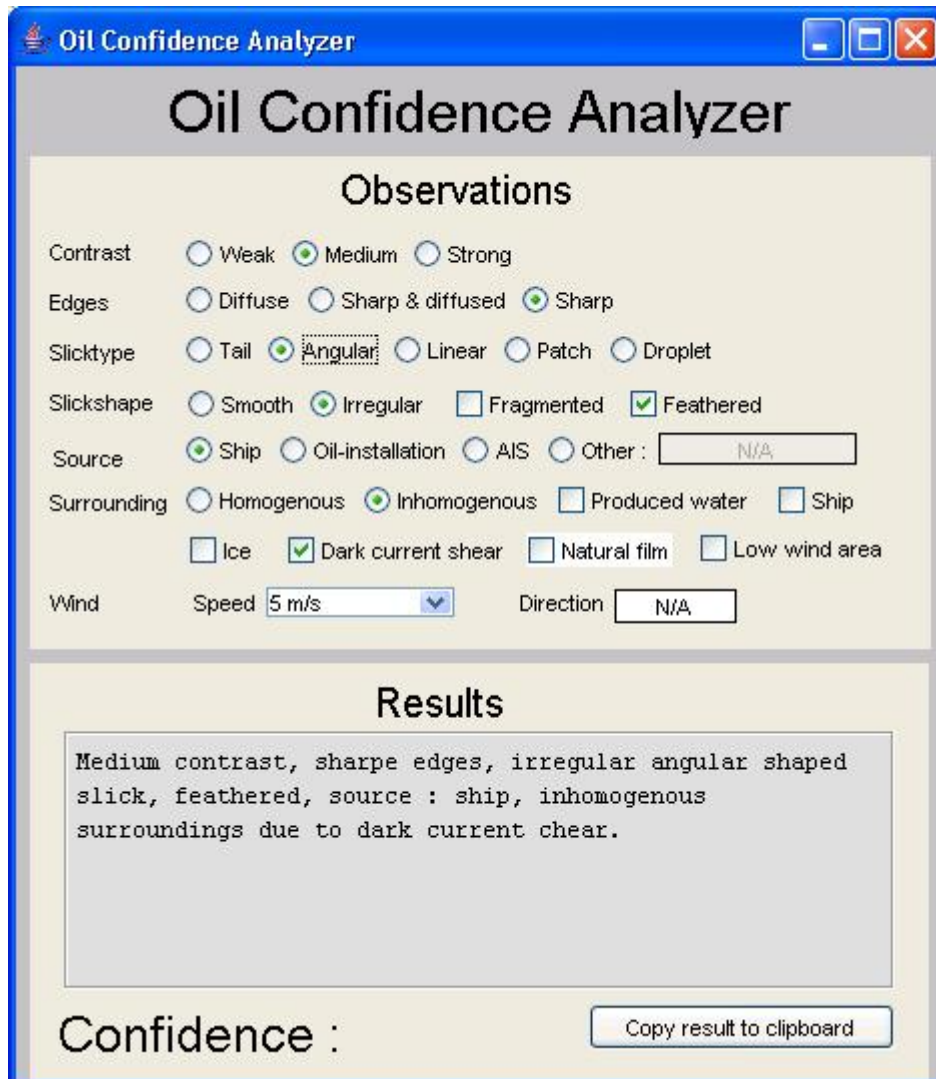 Oil Confidence Analyzer
Oil Confidence Analyzer
Observations
Contrast Weak Medium Strong
Edges Diffuse Sharp & diffused Sharp
Slicktype Tail Angular Linear Patch Droplet
Slickshape Smooth Irregular Fragmented Feathered
Source Ship Oil-installation AIS Other : N/A
Surrounding Homogenous Inhomogenous Produced water Ship
Ice Dark current shear Natural film Low wind area
Wind Speed 5 m/s Direction N/A
Results
Medium contrast, sharpe edges, irregular angular shaped
slick, feathered, source : ship, inhomogenous
surroundings due to dark current chear.
Confidence : Copy result to clipboard